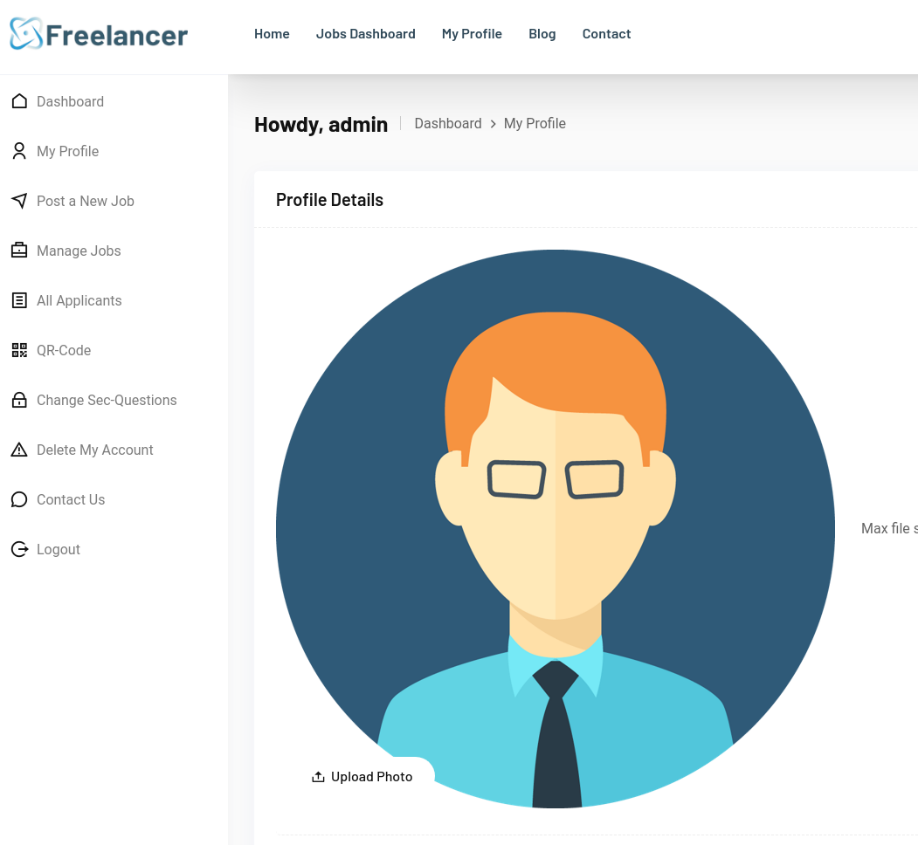 Freelancer
Home Jobs Dashboard My Profile Blog Contact
Dashboard
My Profile
Post a New Job
Manage Jobs
All Applicants
QR-Code
Change Sec-Questions
Delete My Account
Contact Us
Logout
Howdy, admin Dashboard > My Profile
Profile Details
Max file
Upload Photo